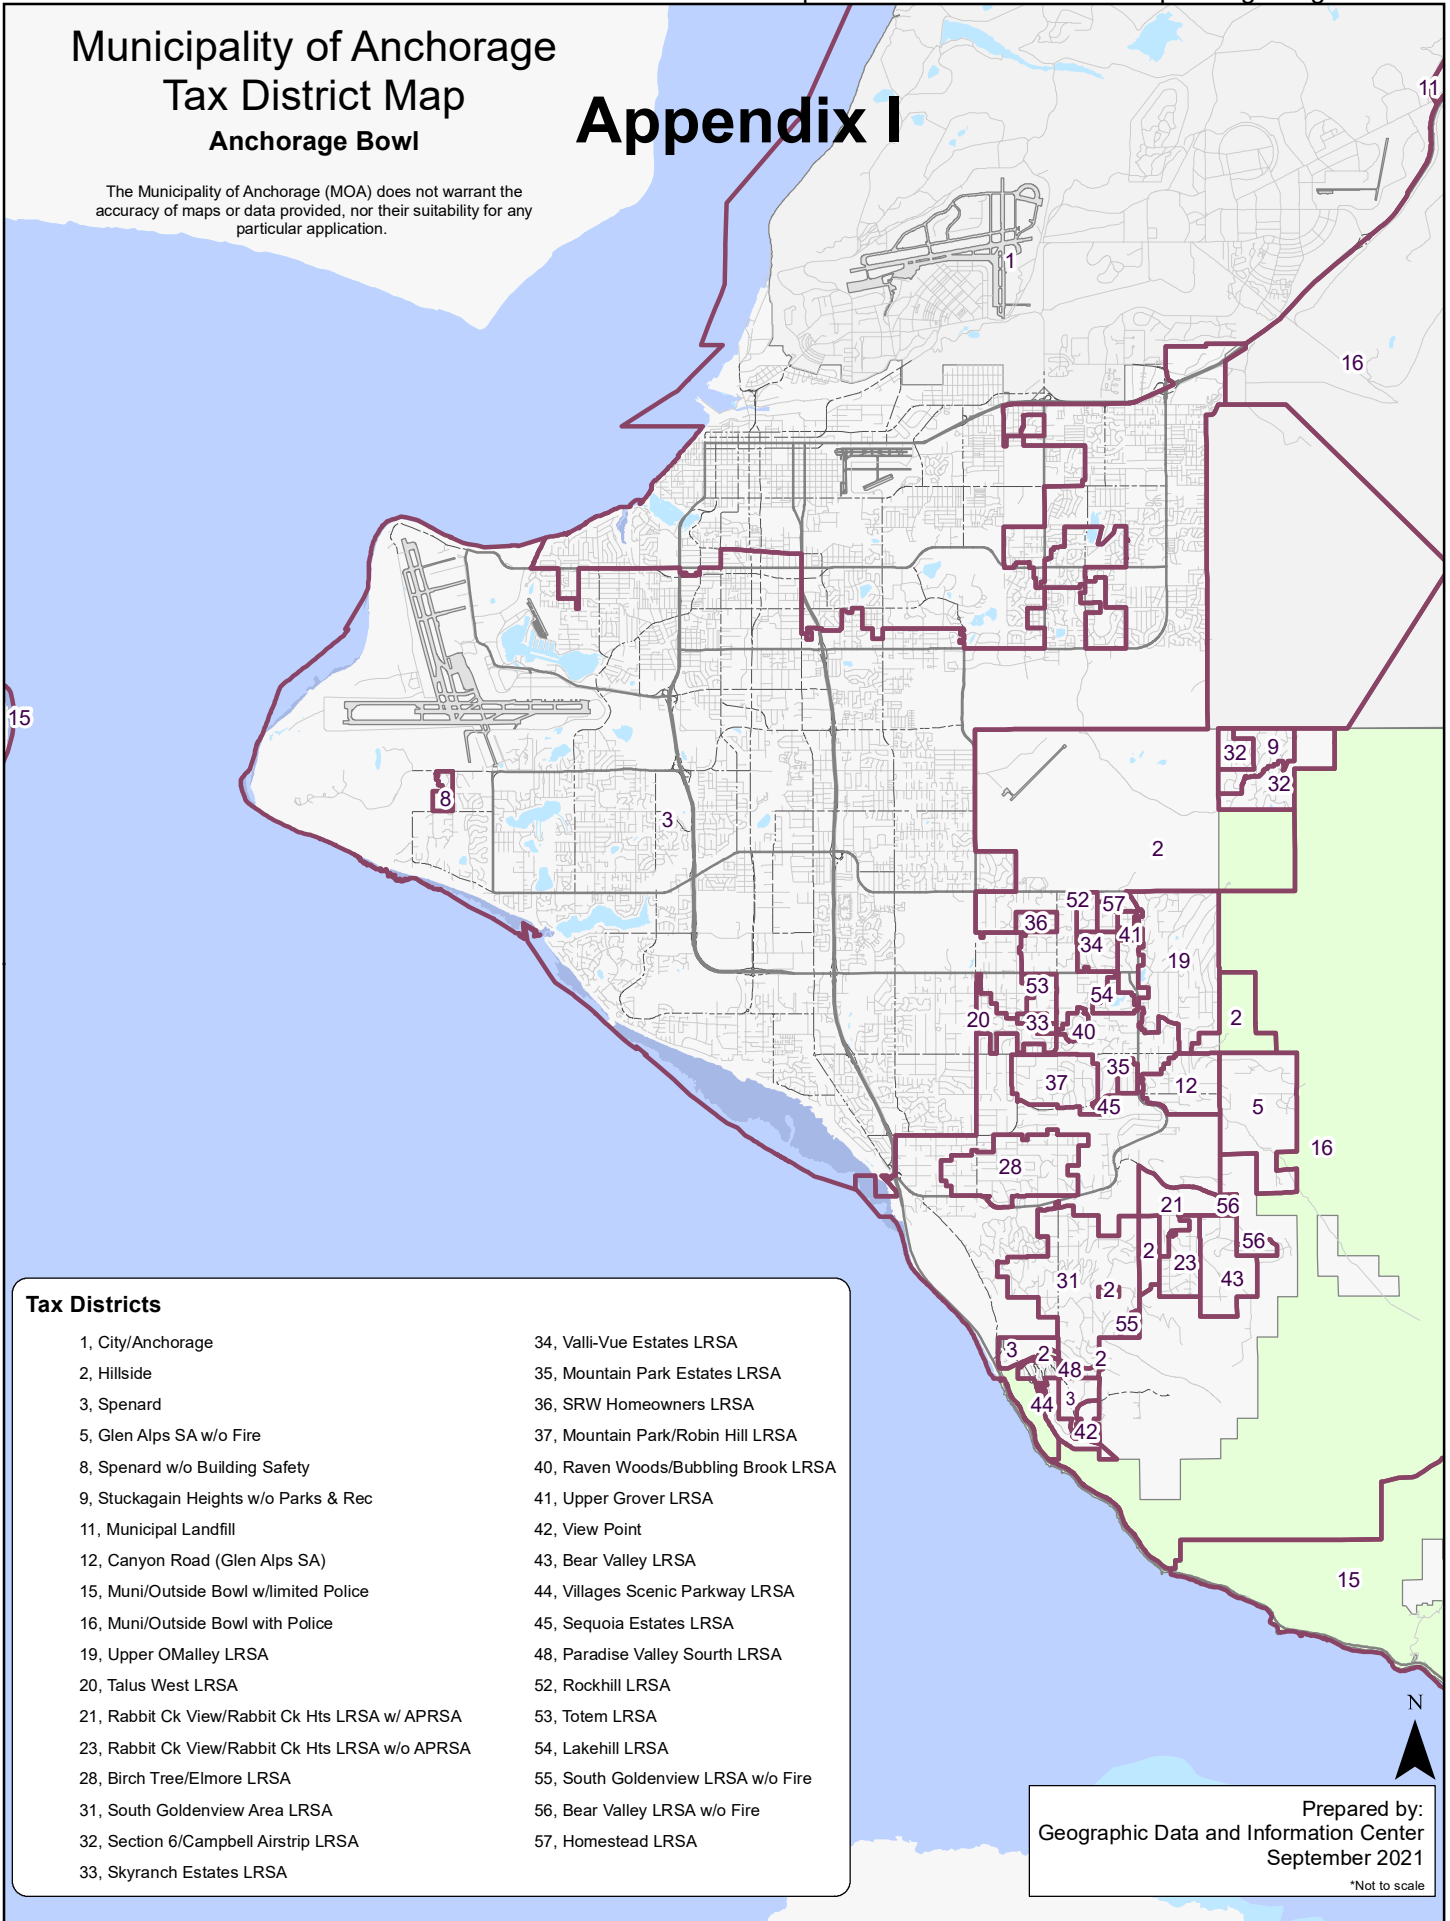 Municipality of Anchorage
Tax District Map
Anchorage Bowl
Appendix I
The Municipality of Anchorage (MOA) does not warrant the
accuracy of maps or data provided, nor their suitability for any
particular application.
11
1
16
15
32
9
32
8
3
2
52
57
36
41
34
19
53
54
20
33
40
2
37
35
12
45
5
16
28
21
56
56
2
23
31
2
43
55
3
2
2
48
3
44
42
15
Tax Districts
1, City/Anchorage
2, Hillside
3, Spenard
5, Glen Alps SA w/o Fire
8, Spenard w/o Building Safety
9, Stuckagain Heights w/o Parks & Rec
11, Municipal Landfill
12, Canyon Road (Glen Alps SA)
15, Muni/Outside Bowl w/limited Police
16, Muni/Outside Bowl with Police
19, Upper OMalley LRSA
20, Talus West LRSA
21, Rabbit Ck View/Rabbit Ck Hts LRSA w/ APRSA
23, Rabbit Ck View/Rabbit Ck Hts LRSA w/o APRSA
28, Birch Tree/Elmore LRSA
31, South Goldenview Area LRSA
32, Section 6/Campbell Airstrip LRSA
33, Skyranch Estates LRSA
34, Valli-Vue Estates LRSA
35, Mountain Park Estates LRSA
36, SRW Homeowners LRSA
37, Mountain Park/Robin Hill LRSA
40, Raven Woods/Bubbling Brook LRSA
41, Upper Grover LRSA
42, View Point
43, Bear Valley LRSA
44, Villages Scenic Parkway LRSA
45, Sequoia Estates LRSA
48, Paradise Valley Sourth LRSA
52, Rockhill LRSA
53, Totem LRSA
54, Lakehill LRSA
55, South Goldenview LRSA w/o Fire
56, Bear Valley LRSA w/o Fire
57, Homestead LRSA
N
Prepared by:
Geographic Data and Information Center
September 2021
*Not to scale